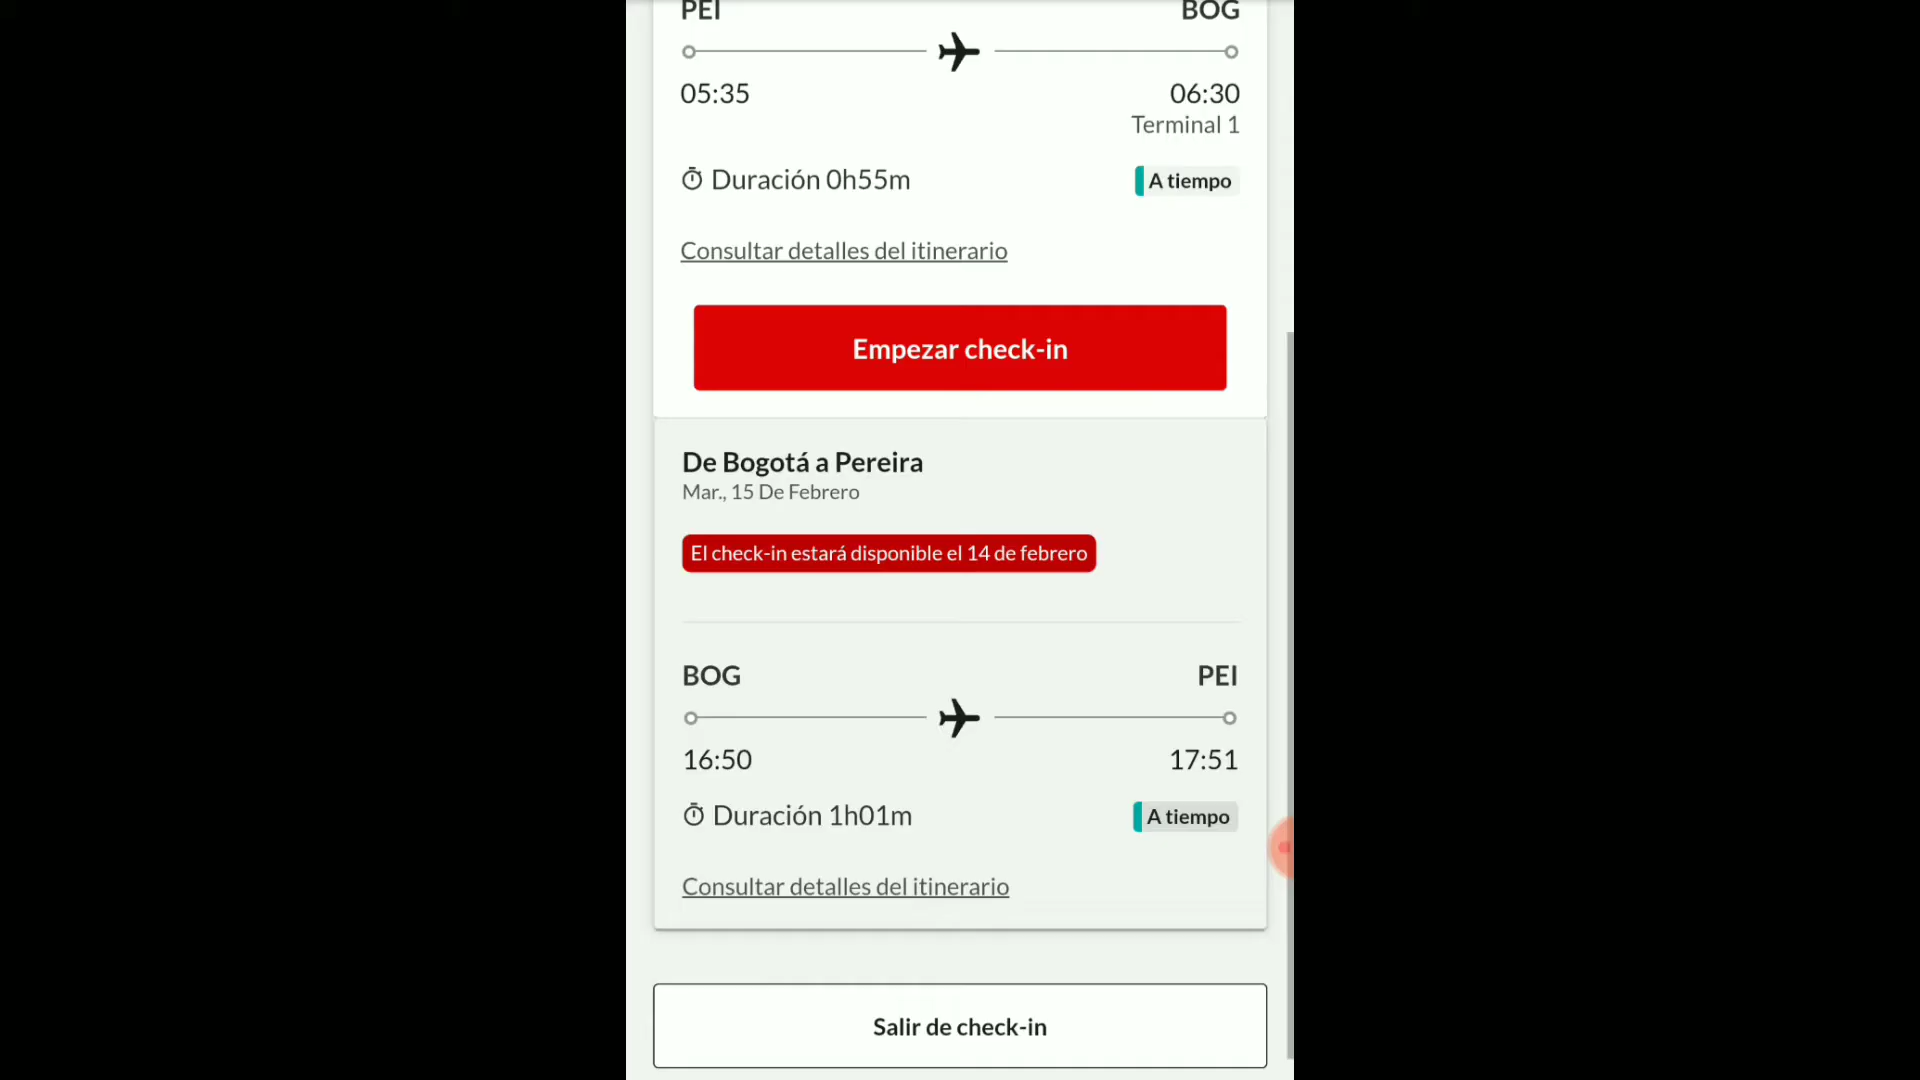 PEI BOG
05:35 06:30
Terminal 1
Duración 0h55m A tiempo
Consultar detalles del itinerario
Empezar check-in
De Bogotá a Pereira
Mar., 15 De Febrero
El check-in estará disponible el 14 de febrero
BOG PEI
16:50 17:51
Duración 1h01m A tiempo
Consultar detalles del itinerario
Salir de check-in